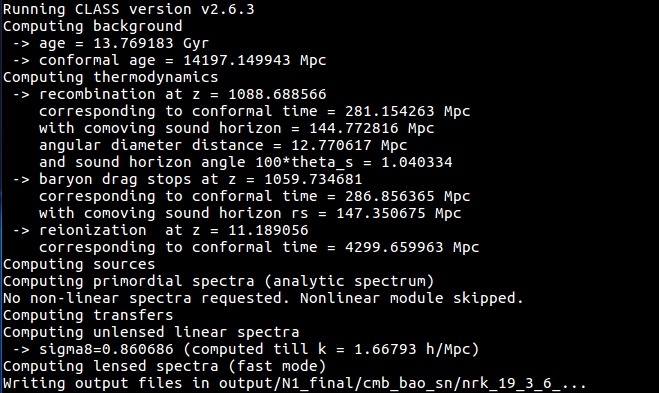 Running CLASS version v2.6.3
Computing background
 -> age = 13.769183 Gyr
 -> conformal age = 14197.149943 Mpc
Computing thermodynamics
 -> recombination at z = 1088.688566
    corresponding to conformal time = 281.154263 Mpc
    with comoving sound horizon = 144.772816 Mpc
    angular diameter distance = 12.770617 Mpc
    and sound horizon angle 100*theta_s = 1.040334
 -> baryon drag stops at z = 1059.734681
    corresponding to conformal time = 286.856365 Mpc
    with comoving sound horizon rs = 147.350675 Mpc
 -> reionization  at z = 11.189056
    corresponding to conformal time = 4299.659963 Mpc
Computing sources
Computing primordial spectra (analytic spectrum)
No non-linear spectra requested. Nonlinear module skipped.
Computing transfers
Computing unlensed linear spectra
 -> sigma8=0.860686 (computed till k = 1.66793 h/Mpc)
Computing lensed spectra (fast mode)
Writing output files in output/N1_final/cmb_bao_sn/nrk_19_3_6_...